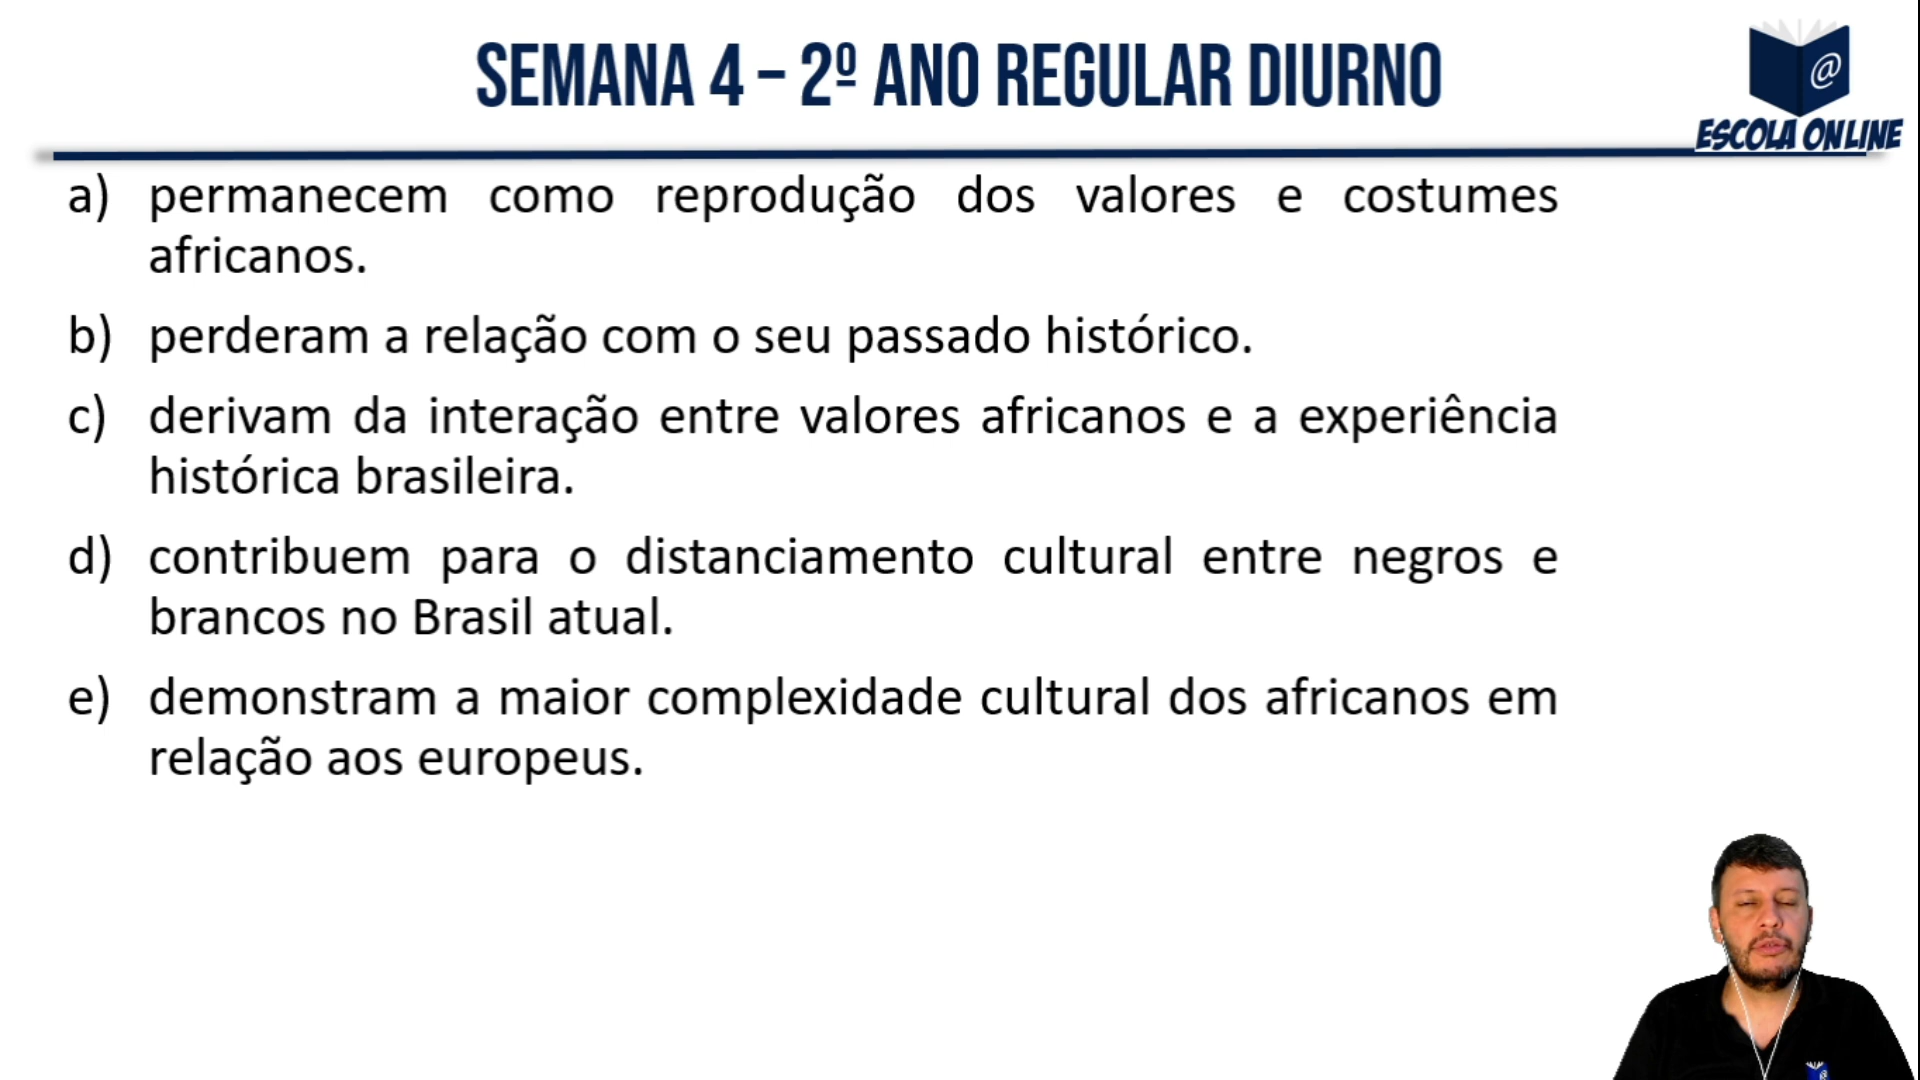 SEMANA 4 – 2º ANO REGULAR DIURNO
@
ESCOLA ONLINE
a) permanecem como reprodução dos valores e costumes
africanos.
b) perderam a relação com o seu passado histórico.
c) derivam da interação entre valores africanos e a experiência
histórica brasileira.
d) contribuem para o distanciamento cultural entre negros e
brancos no Brasil atual.
e) demonstram a maior complexidade cultural dos africanos em
relação aos europeus.